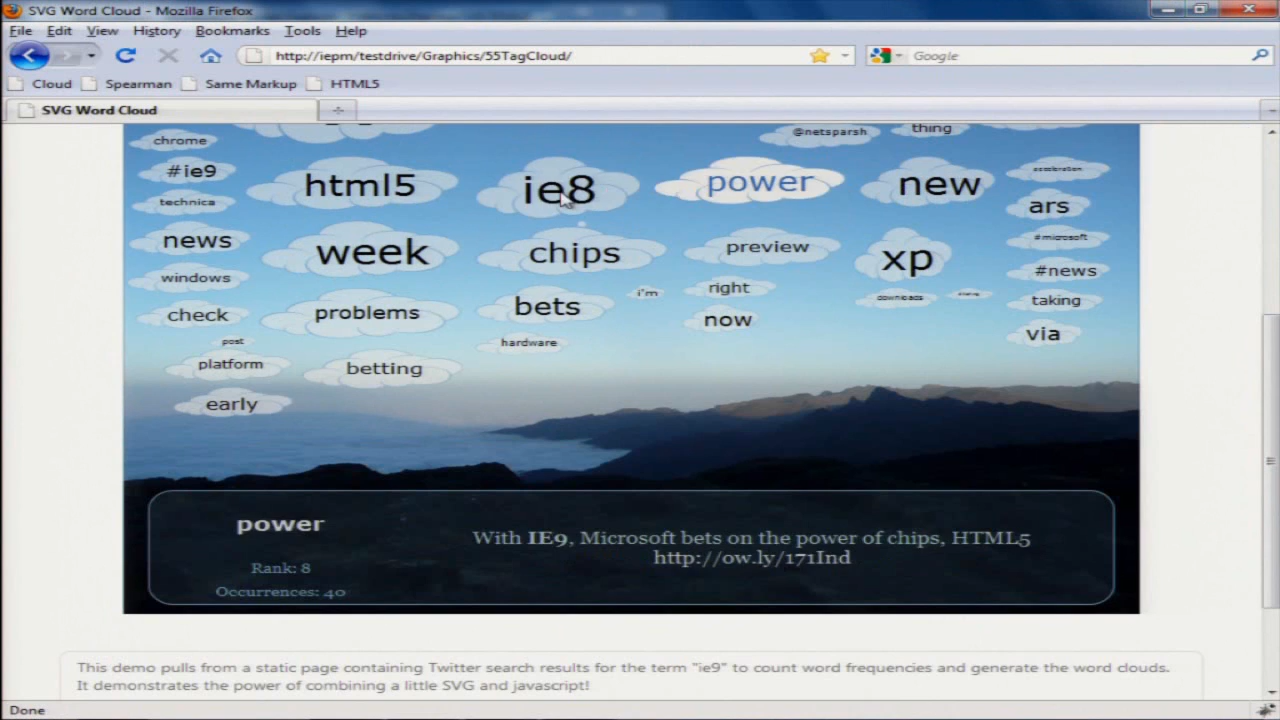 SVG Word Cloud - Mozilla Firefox
File Edit View History Bookmarks Tools Help
http://iepm/testdrive/Graphics/55TagCloud/
Google
Cloud Spearman Same Markup HTML5
SVG Word Cloud
chrome @netsparsh thing
#ie9 html5 ie8 power new acceleration
technica ars
news week chips preview xp #microsoft
windows i'm right downloads #news
check problems bets now taking
post hardware via
platform betting
early
power
With IE9, Microsoft bets on the power of chips, HTML5
http://ow.ly/171Ind
Rank: 8
Occurrences: 40
This demo pulls from a static page containing Twitter search results for the term "ie9" to count word frequencies and generate the word clouds.
It demonstrates the power of combining a little SVG and javascript!
Done